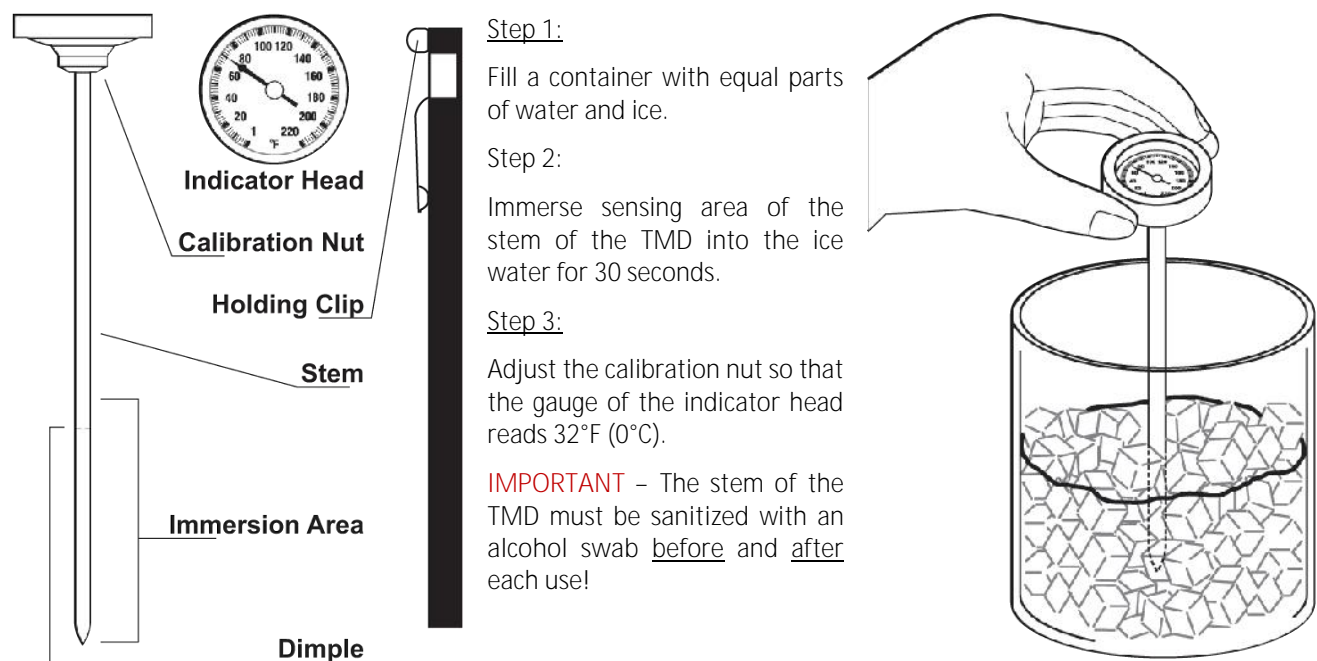 100 120
80 140
60 160
40 180
20 200
1 220
°F
Indicator Head
Calibration Nut
Holding Clip
Stem
Immersion Area
Dimple
Step 1:
Fill a container with equal parts
of water and ice.
Step 2:
Immerse sensing area of the
stem of the TMD into the ice
water for 30 seconds.
Step 3:
Adjust the calibration nut so that
the gauge of the indicator head
reads 32°F (0°C).
IMPORTANT – The stem of the
TMD must be sanitized with an
alcohol swab before and after
each use!